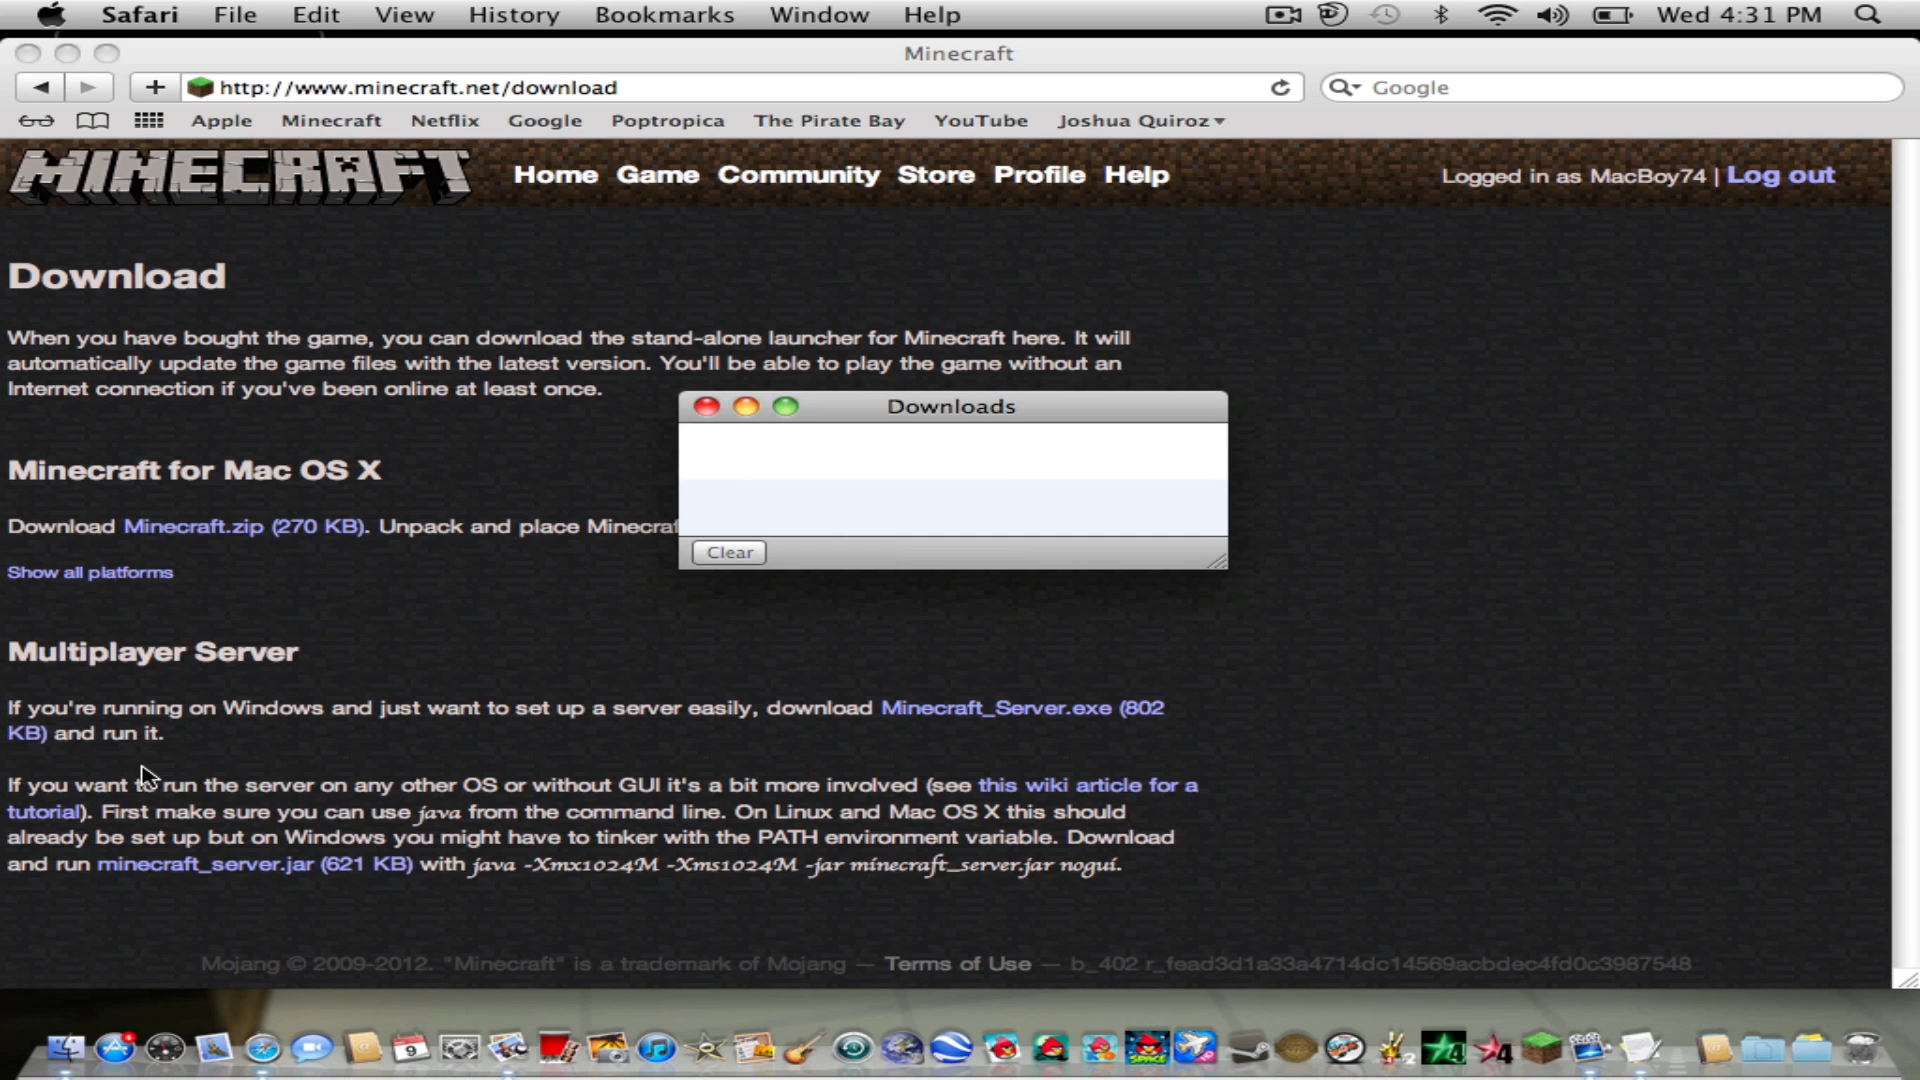 Safari File Edit View History Bookmarks Window Help Wed 4:31 PM
Minecraft
http://www.minecraft.net/download Google
Apple Minecraft Netflix Google Poptropica The Pirate Bay YouTube Joshua Quiroz
MINECRAFT Home Game Community Store Profile Help Logged in as MacBoy74 | Log out
Download
When you have bought the game, you can download the stand-alone launcher for Minecraft here. It will
automatically update the game files with the latest version. You'll be able to play the game without an
Internet connection if you've been online at least once.
Downloads
Clear
Minecraft for Mac OS X
Download Minecraft.zip (270 KB). Unpack and place Minecraf
Show all platforms
Multiplayer Server
If you're running on Windows and just want to set up a server easily, download Minecraft_Server.exe (802
KB) and run it.
If you want to run the server on any other OS or without GUI it's a bit more involved (see this wiki article for a
tutorial). First make sure you can use java from the command line. On Linux and Mac OS X this should
already be set up but on Windows you might have to tinker with the PATH environment variable. Download
and run minecraft_server.jar (621 KB) with java -Xmx1024M -Xms1024M -jar minecraft_server.jar nogui.
Mojang © 2009-2012. "Minecraft" is a trademark of Mojang — Terms of Use — b_402 r_fead3d1a33a4714dc14569acbdec4fd0c3987548
9 SPACE 2 4 4